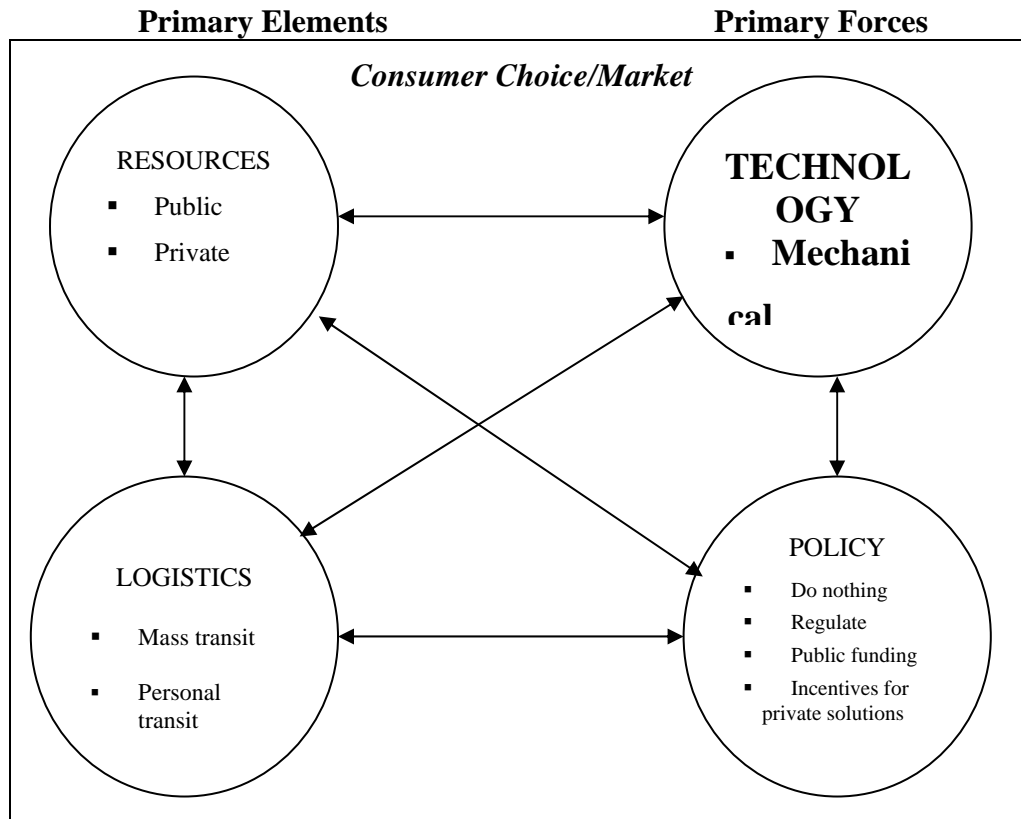 Primary Elements
Primary Forces
Consumer Choice/Market
RESOURCES
▪ Public
▪ Private
TECHNOL
OGY
▪ Mechani
cal
LOGISTICS
▪ Mass transit
▪ Personal
transit
POLICY
▪ Do nothing
▪ Regulate
▪ Public funding
▪ Incentives for
private solutions